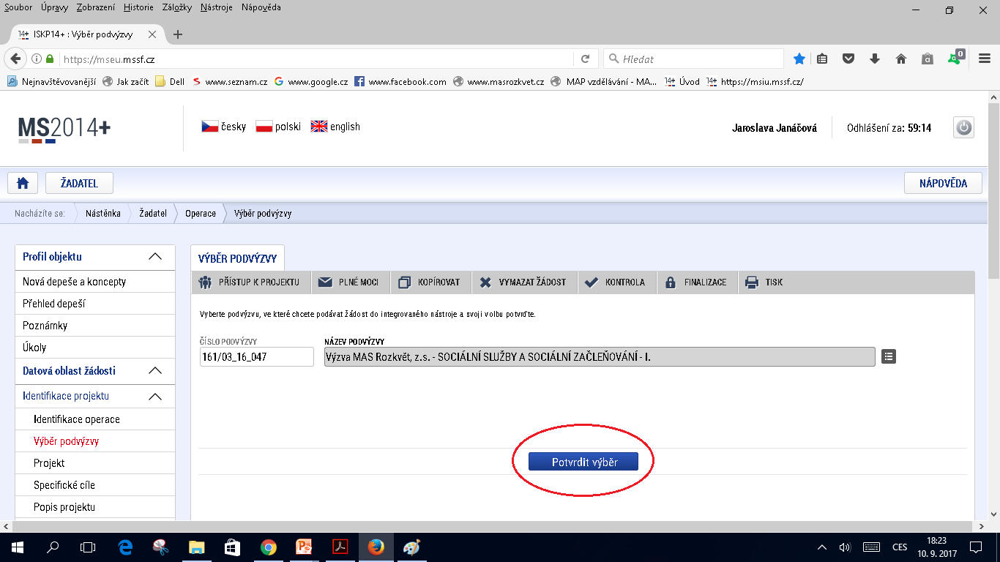 Soubor Úpravy Zobrazení Historie Záložky Nástroje Nápověda
14+ ISKP14+ : Výběr podvýzvy
https://mseu.mssf.cz
Hledat
0
Nejnavštěvovanější Jak začít Dell www.seznam.cz www.google.cz www.facebook.com www.masrozkvet.cz MAP vzdělávání - MA... 14+ Úvod 14+ https://msiu.mssf.cz/
MS2014+
česky polski english
Jaroslava Janáčová
Odhlášení za: 59:14
ŽADATEL
NÁPOVĚDA
Nacházíte se: Nástěnka Žadatel Operace Výběr podvýzvy
Profil objektu
Nová depeše a koncepty
Přehled depeší
Poznámky
Úkoly
Datová oblast žádosti
Identifikace projektu
Identifikace operace
Výběr podvýzvy
Projekt
Specifické cíle
Popis projektu
VÝBĚR PODVÝZVY
PŘÍSTUP K PROJEKTU PLNÉ MOCI KOPÍROVAT VYMAZAT ŽÁDOST KONTROLA FINALIZACE TISK
Vyberte podvýzvu, ve které chcete podávat žádost do integrovaného nástroje a svoji volbu potvrďte.
ČÍSLO PODVÝZVY NÁZEV PODVÝZVY
161/03_16_047 Výzva MAS Rozkvět, z.s. - SOCIÁLNÍ SLUŽBY A SOCIÁLNÍ ZAČLEŇOVÁNÍ - I.
Potvrdit výběr
CES
18:23
10. 9. 2017